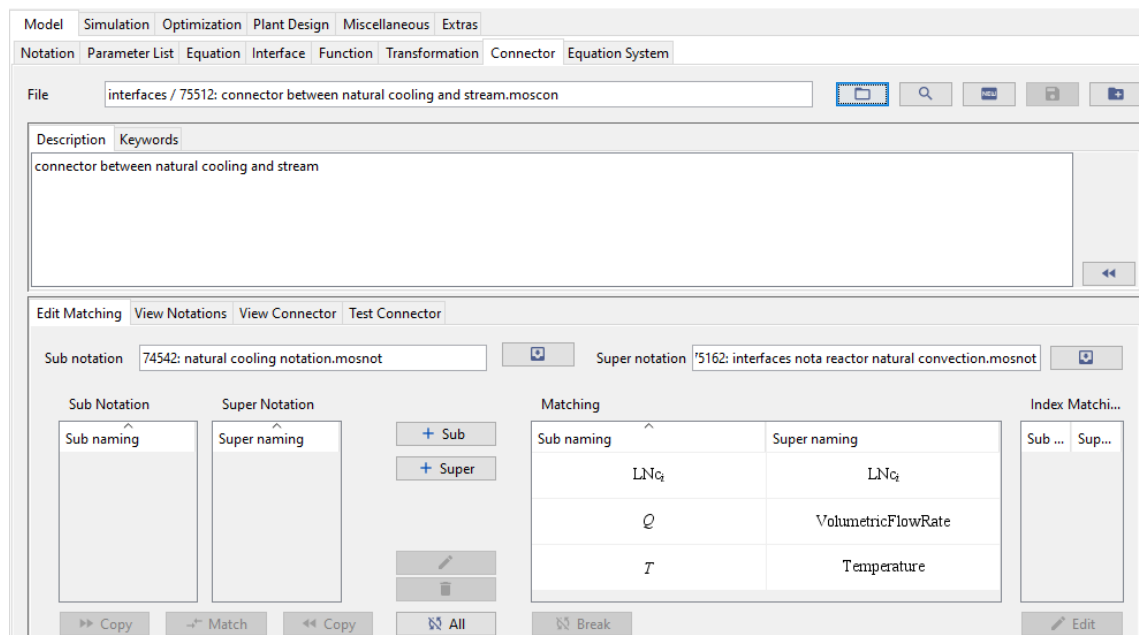 Model Simulation Optimization Plant Design Miscellaneous Extras
Notation Parameter List Equation Interface Function Transformation Connector Equation System
File interfaces / 75512: connector between natural cooling and stream.moscon NEW
Description Keywords
connector between natural cooling and stream
Edit Matching View Notations View Connector Test Connector
Sub notation 74542: natural cooling notation.mosnot Super notation 75162: interfaces nota reactor natural convection.mosnot
Sub Notation Super Notation Matching Index Matchi...
Sub naming Super naming + Sub Sub naming Super naming Sub ... Sup...
+ Super
LNcᵢ LNcᵢ
Q VolumetricFlowRate
T Temperature
Copy Match Copy All Break Edit